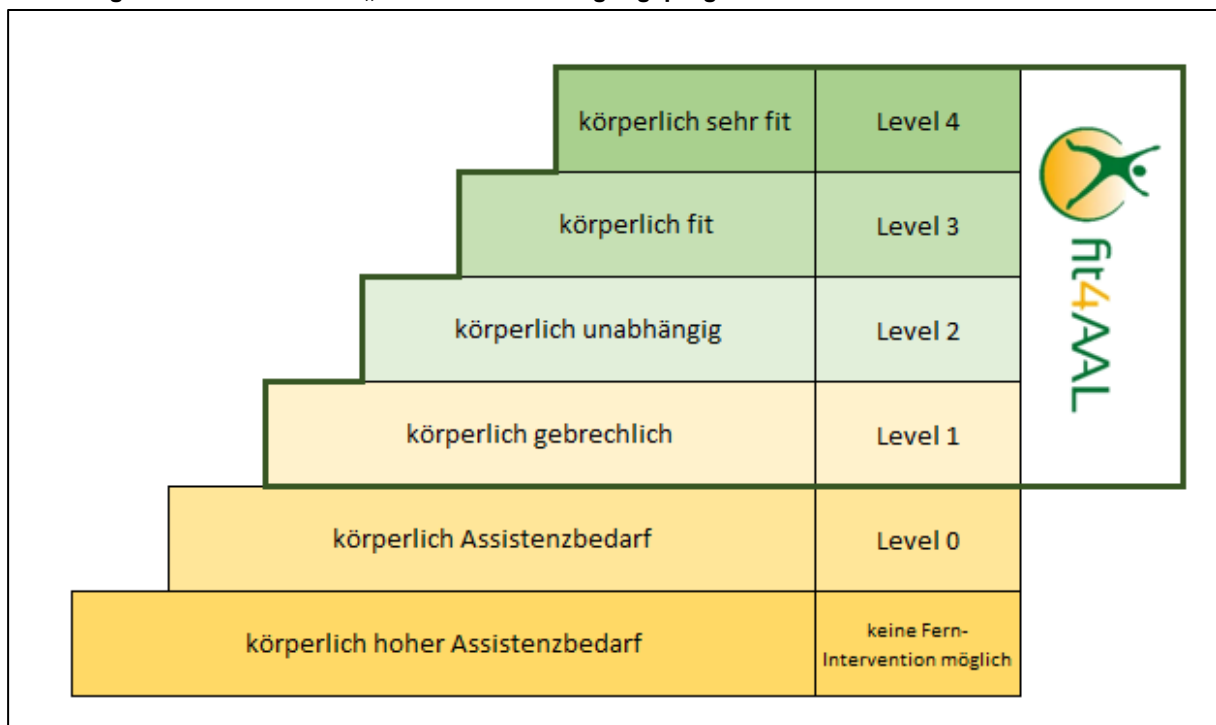 körperlich sehr fit Level 4
körperlich fit Level 3
körperlich unabhängig Level 2
körperlich gebrechlich Level 1
körperlich Assistenzbedarf Level 0
körperlich hoher Assistenzbedarf keine Fern-
Intervention möglich
fit4AAL